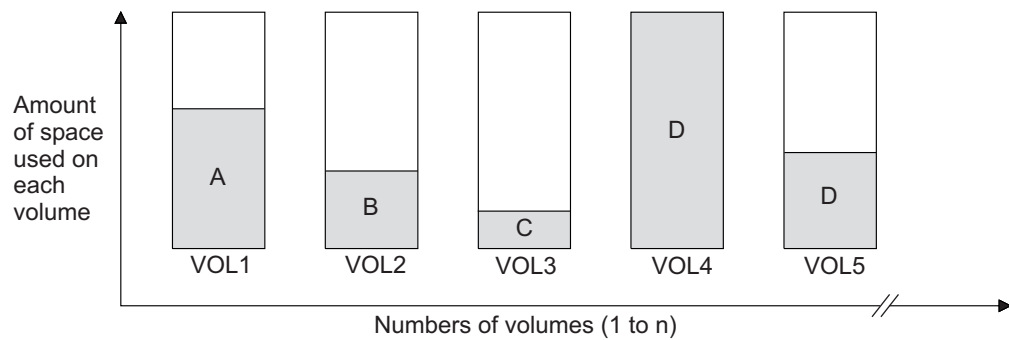 Amount
of space
used on
each
volume
A
B
C
D
D
VOL1
VOL2
VOL3
VOL4
VOL5
Numbers of volumes (1 to n)